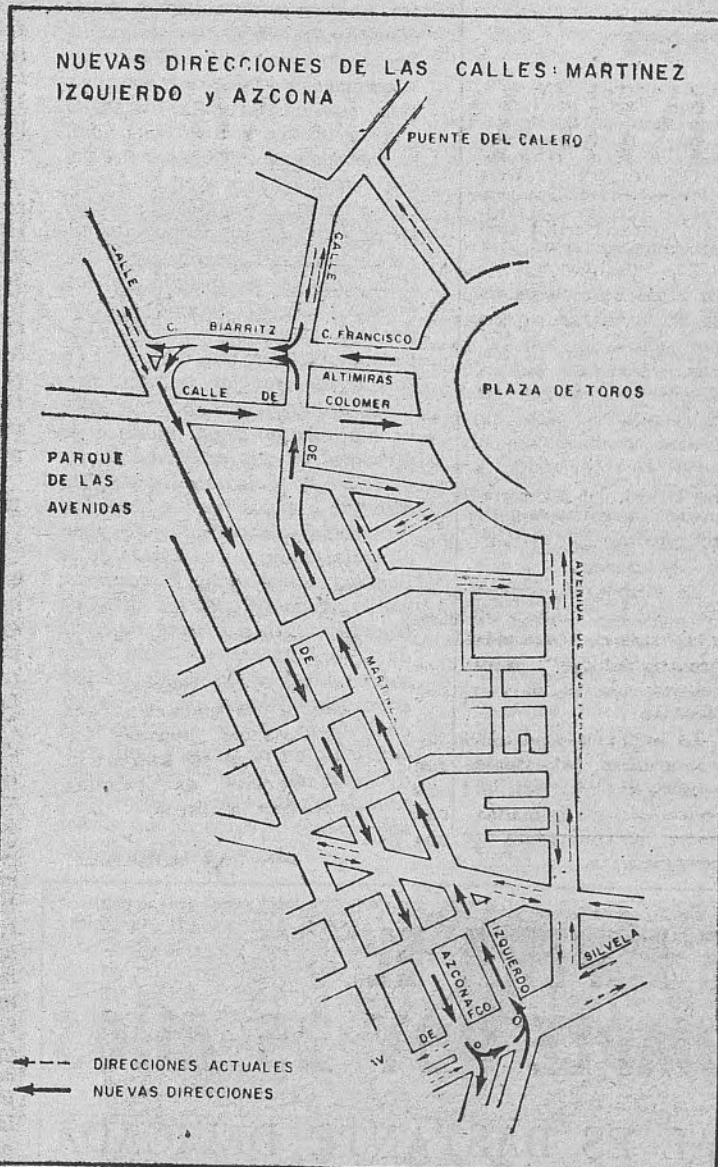 NUEVAS DIRECCIONES DE LAS CALLES: MARTINEZ
IZQUIERDO y AZCONA
PUENTE DEL CALERO
CALLE
CALLE
C. BIARRITZ
C. FRANCISCO
ALTIMIRAS
CALLE DE COLOMER
PLAZA DE TOROS
DE
PARQUE
DE LAS
AVENIDAS
AVENIDA DE
DE
MARTINEZ
IZQUIERDO
SILVELA
AZCONA
FCO.
DE
DIRECCIONES ACTUALES
NUEVAS DIRECCIONES